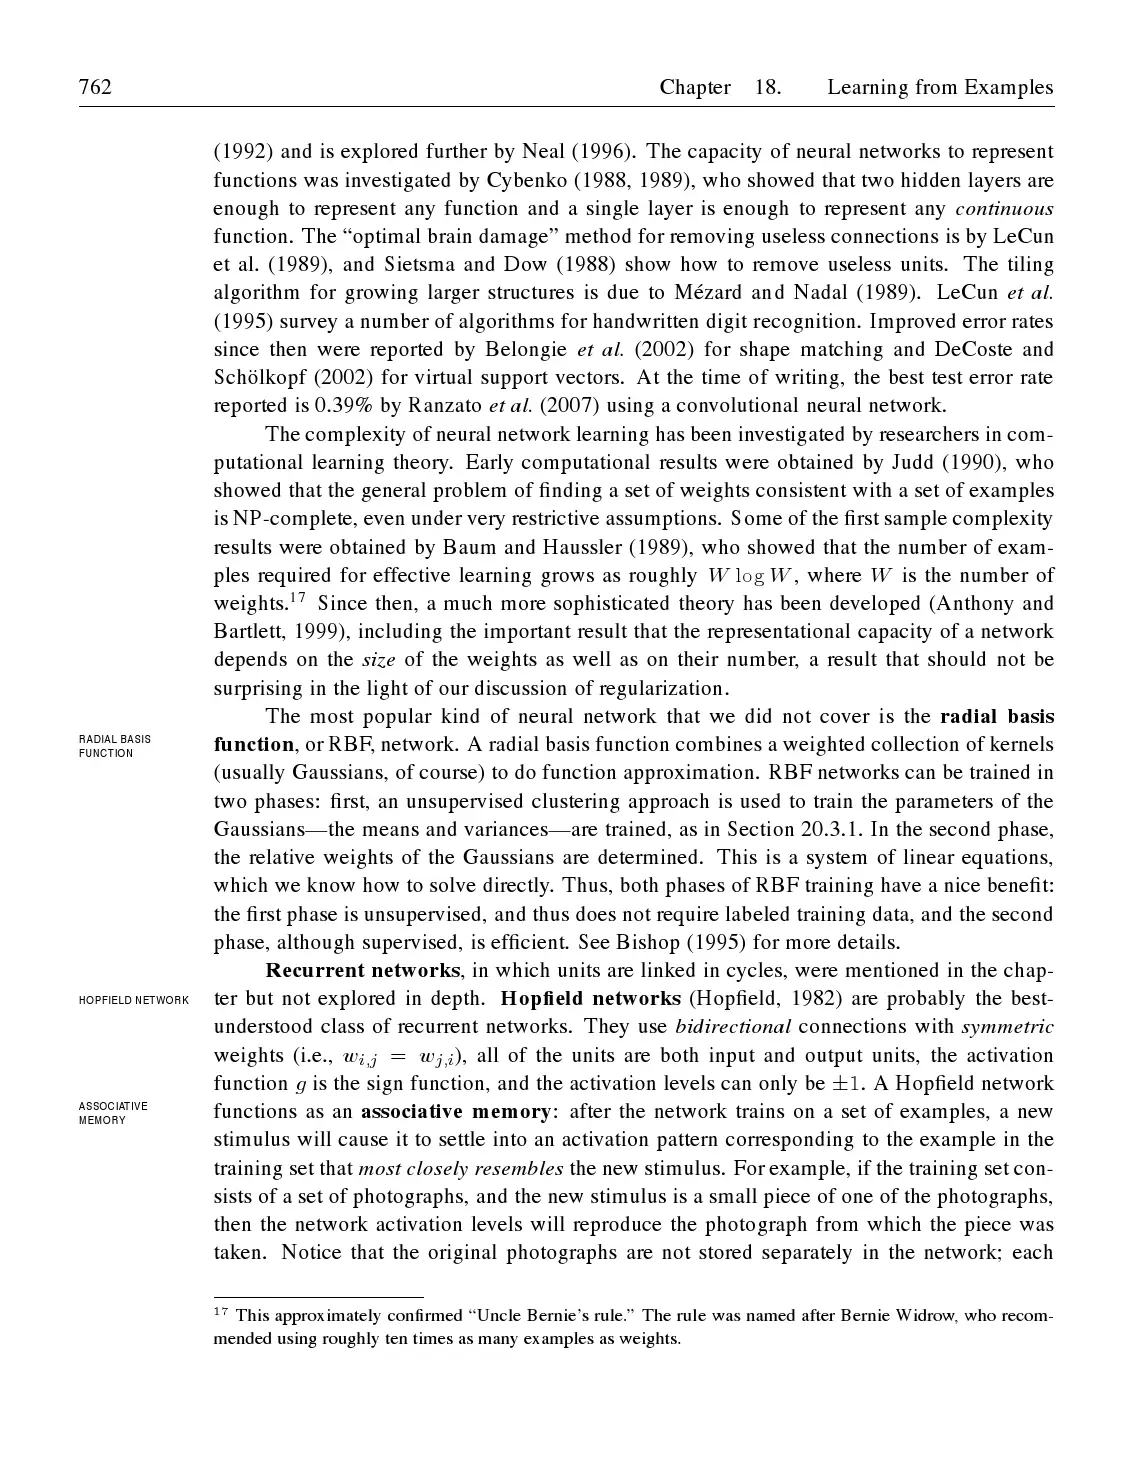 762 Chapter 18. Learning from Examples
(1992) and is explored further by Neal (1996). The capacity of neural networks to represent
functions was investigated by Cybenko (1988, 1989), who showed that two hidden layers are
enough to represent any function and a single layer is enough to represent any continuous
function. The “optimal brain damage” method for removing useless connections is by LeCun
et al. (1989), and Sietsma and Dow (1988) show how to remove useless units. The tiling
algorithm for growing larger structures is due to Mézard and Nadal (1989). LeCun et al.
(1995) survey a number of algorithms for handwritten digit recognition. Improved error rates
since then were reported by Belongie et al. (2002) for shape matching and DeCoste and
Schölkopf (2002) for virtual support vectors. At the time of writing, the best test error rate
reported is 0.39% by Ranzato et al. (2007) using a convolutional neural network.
The complexity of neural network learning has been investigated by researchers in com-
putational learning theory. Early computational results were obtained by Judd (1990), who
showed that the general problem of finding a set of weights consistent with a set of examples
is NP-complete, even under very restrictive assumptions. Some of the first sample complexity
results were obtained by Baum and Haussler (1989), who showed that the number of exam-
ples required for effective learning grows as roughly W log W, where W is the number of
weights.17 Since then, a much more sophisticated theory has been developed (Anthony and
Bartlett, 1999), including the important result that the representational capacity of a network
depends on the size of the weights as well as on their number, a result that should not be
surprising in the light of our discussion of regularization.
The most popular kind of neural network that we did not cover is the radial basis
RADIAL BASIS
FUNCTION
function, or RBF, network. A radial basis function combines a weighted collection of kernels
(usually Gaussians, of course) to do function approximation. RBF networks can be trained in
two phases: first, an unsupervised clustering approach is used to train the parameters of the
Gaussians—the means and variances—are trained, as in Section 20.3.1. In the second phase,
the relative weights of the Gaussians are determined. This is a system of linear equations,
which we know how to solve directly. Thus, both phases of RBF training have a nice benefit:
the first phase is unsupervised, and thus does not require labeled training data, and the second
phase, although supervised, is efficient. See Bishop (1995) for more details.
Recurrent networks, in which units are linked in cycles, were mentioned in the chap-
HOPFIELD NETWORK
ter but not explored in depth. Hopfield networks (Hopfield, 1982) are probably the best-
understood class of recurrent networks. They use bidirectional connections with symmetric
weights (i.e., wi,j = wj,i), all of the units are both input and output units, the activation
function g is the sign function, and the activation levels can only be ±1. A Hopfield network
ASSOCIATIVE
MEMORY
functions as an associative memory: after the network trains on a set of examples, a new
stimulus will cause it to settle into an activation pattern corresponding to the example in the
training set that most closely resembles the new stimulus. For example, if the training set con-
sists of a set of photographs, and the new stimulus is a small piece of one of the photographs,
then the network activation levels will reproduce the photograph from which the piece was
taken. Notice that the original photographs are not stored separately in the network; each
17 This approximately confirmed “Uncle Bernie’s rule.” The rule was named after Bernie Widrow, who recom-
mended using roughly ten times as many examples as weights.